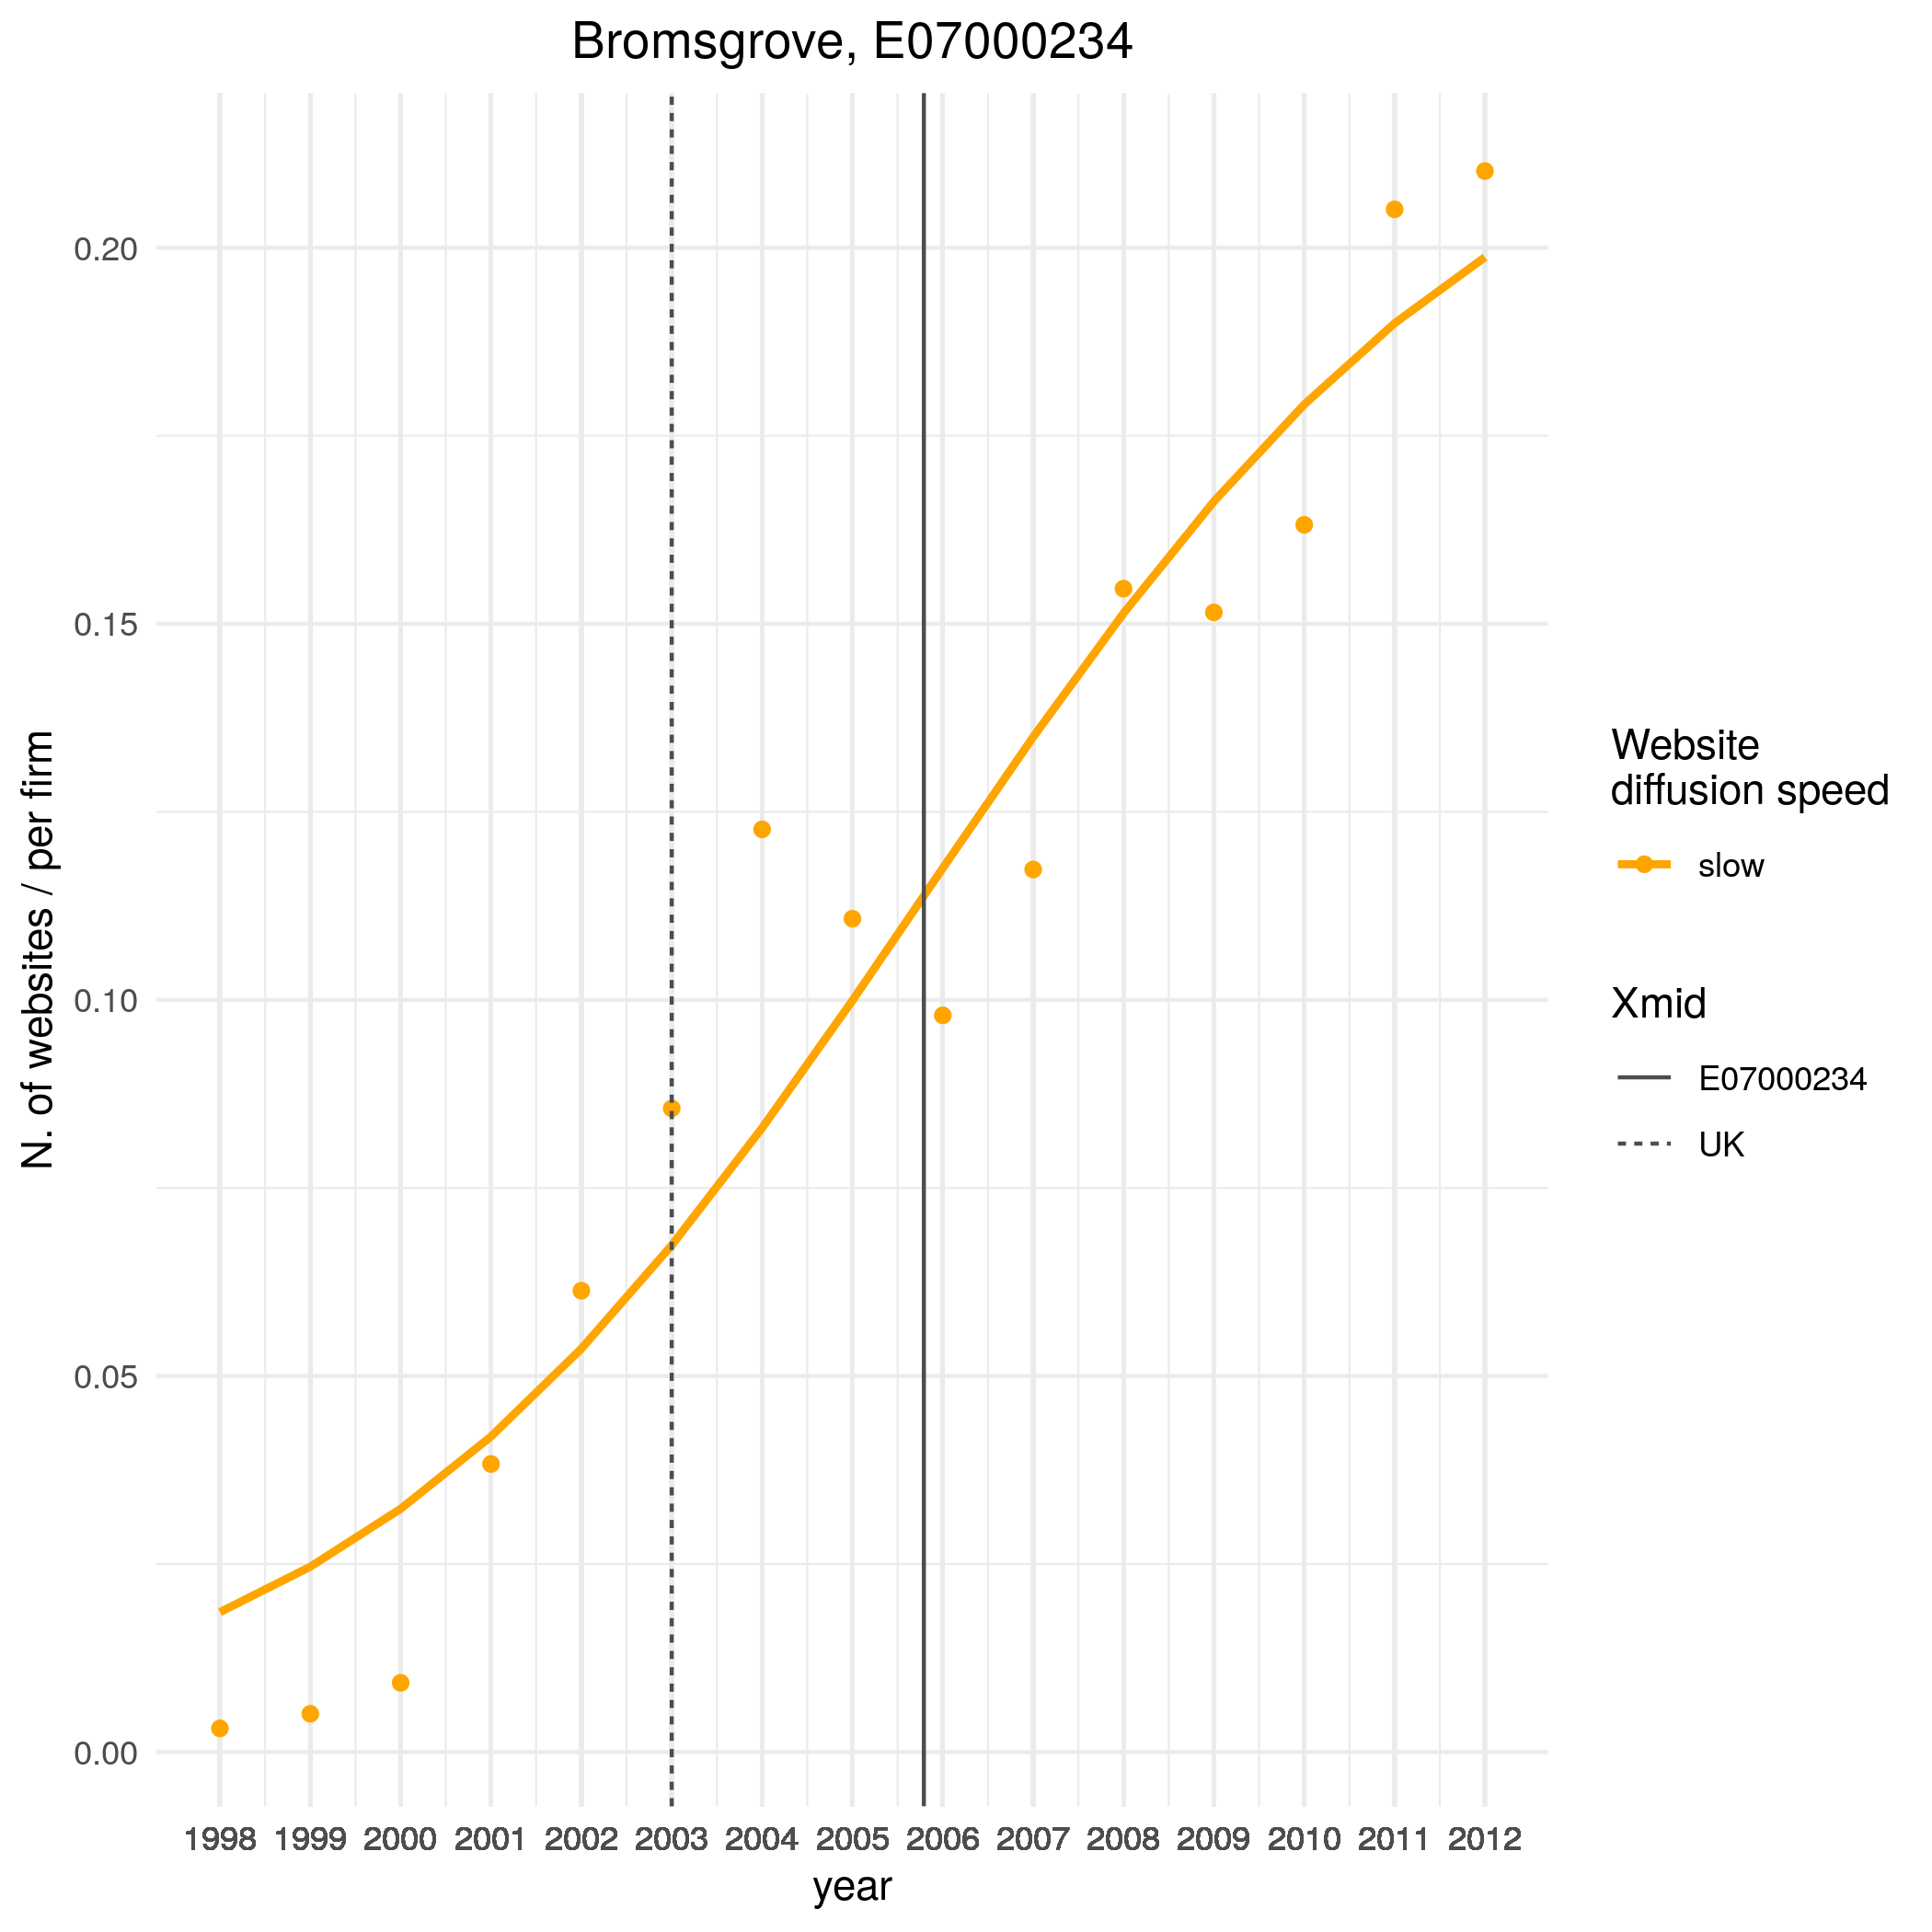 Bromsgrove, E07000234
N. of websites / per firm
0.20
0.15
0.10
0.05
0.00
1998 1999 2000 2001 2002 2003 2004 2005 2006 2007 2008 2009 2010 2011 2012
year
Website
diffusion speed
slow
Xmid
E07000234
UK